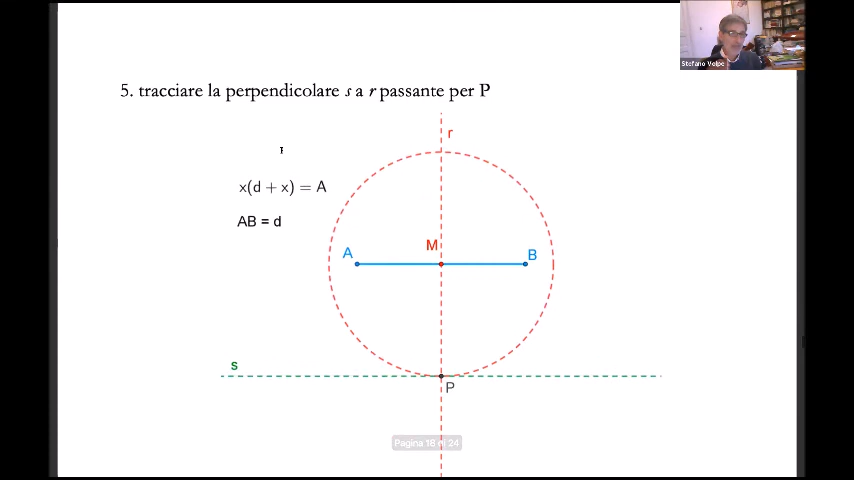 Stefano Volpe
5. tracciare la perpendicolare s a r passante per P
r
x(d + x) = A
AB = d
M
A
B
s
P
Pagina 18 di 24